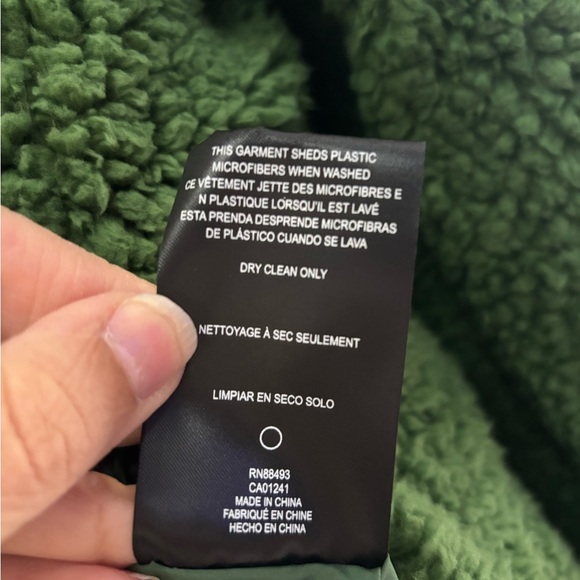 THIS GARMENT SHEDS PLASTIC
MICROFIBERS WHEN WASHED
CE VÊTEMENT JETTE DES MICROFIBRES E
N PLASTIQUE LORSQU'IL EST LAVÉ
ESTA PRENDA DESPRENDE MICROFIBRAS
DE PLÁSTICO CUANDO SE LAVA
DRY CLEAN ONLY
NETTOYAGE À SEC SEULEMENT
LIMPIAR EN SECO SOLO
RN88493
CA01241
MADE IN CHINA
FABRIQUÉ EN CHINE
HECHO EN CHINA